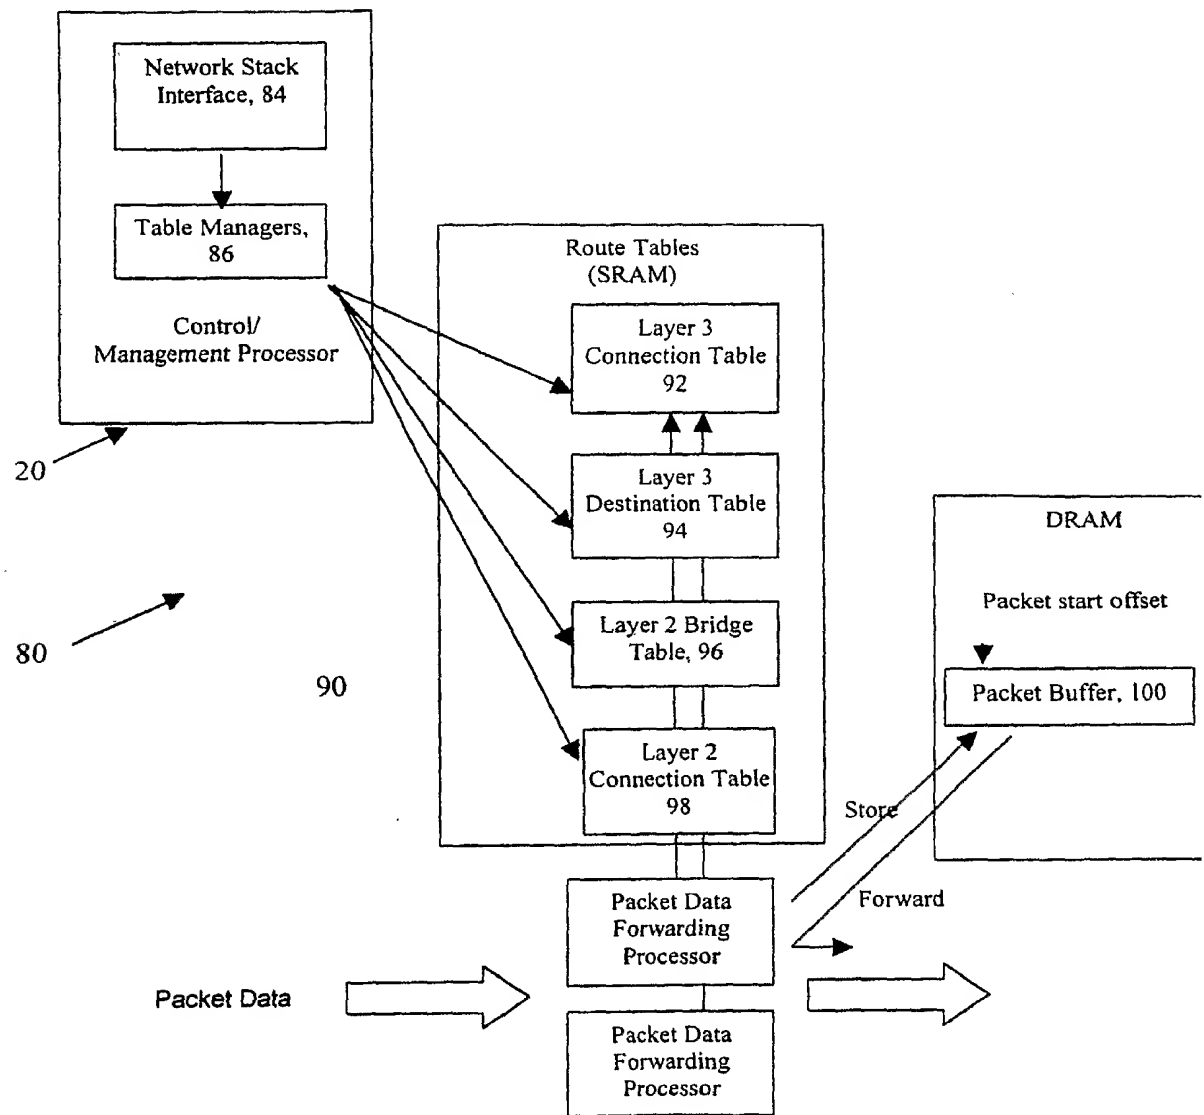 Network Stack
Interface, 84
Table Managers,
86
Control/
Management Processor
20
80
90
Route Tables
(SRAM)
Layer 3
Connection Table
92
Layer 3
Destination Table
94
Layer 2 Bridge
Table, 96
Layer 2
Connection Table
98
DRAM
Packet start offset
Packet Buffer, 100
Store
Forward
Packet Data
Forwarding
Processor
Packet Data
Packet Data
Forwarding
Processor